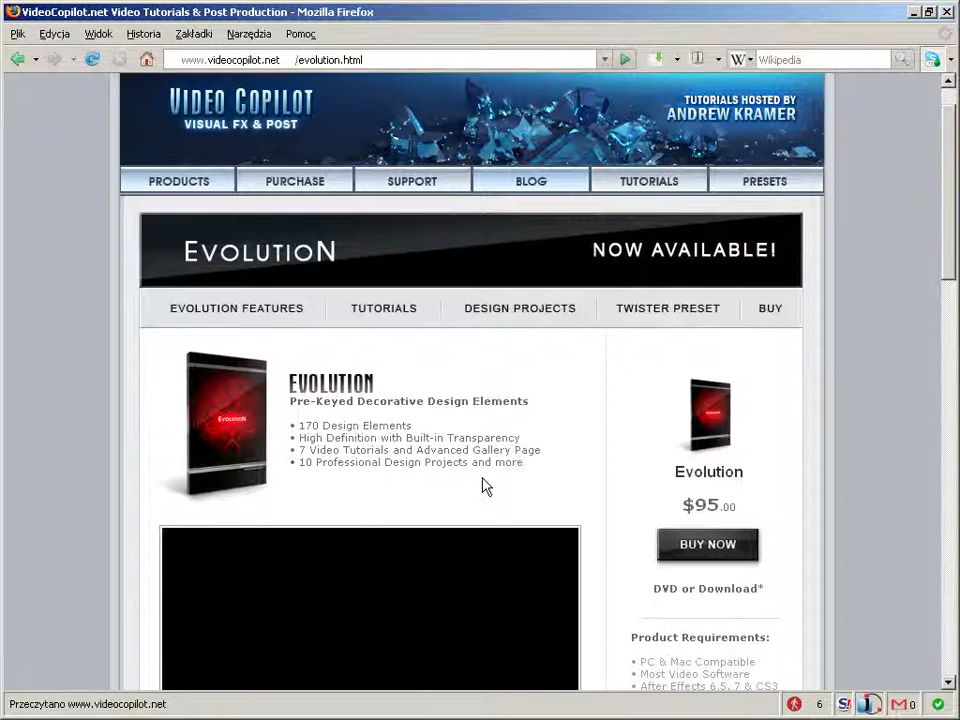 VideoCopilot.net Video Tutorials & Post Production - Mozilla Firefox
Plik Edycja Widok Historia Zakładki Narzędzia Pomoc
www.videocopilot.net /evolution.html W Wikipedia
VIDEO COPILOT
VISUAL FX & POST
TUTORIALS HOSTED BY
ANDREW KRAMER
PRODUCTS PURCHASE SUPPORT BLOG TUTORIALS PRESETS
EVOLUTION NOW AVAILABLE!
EVOLUTION FEATURES TUTORIALS DESIGN PROJECTS TWISTER PRESET BUY
EVOLUTION
Pre-Keyed Decorative Design Elements
• 170 Design Elements
• High Definition with Built-in Transparency
• 7 Video Tutorials and Advanced Gallery Page
• 10 Professional Design Projects and more
EVOLUTION
EVOLUTION
Evolution
$95.00
BUY NOW
DVD or Download*
Product Requirements:
• PC & Mac Compatible
• Most Video Software
• After Effects 6.5, 7 & CS3
Przeczytano www.videocopilot.net 6 S! 0